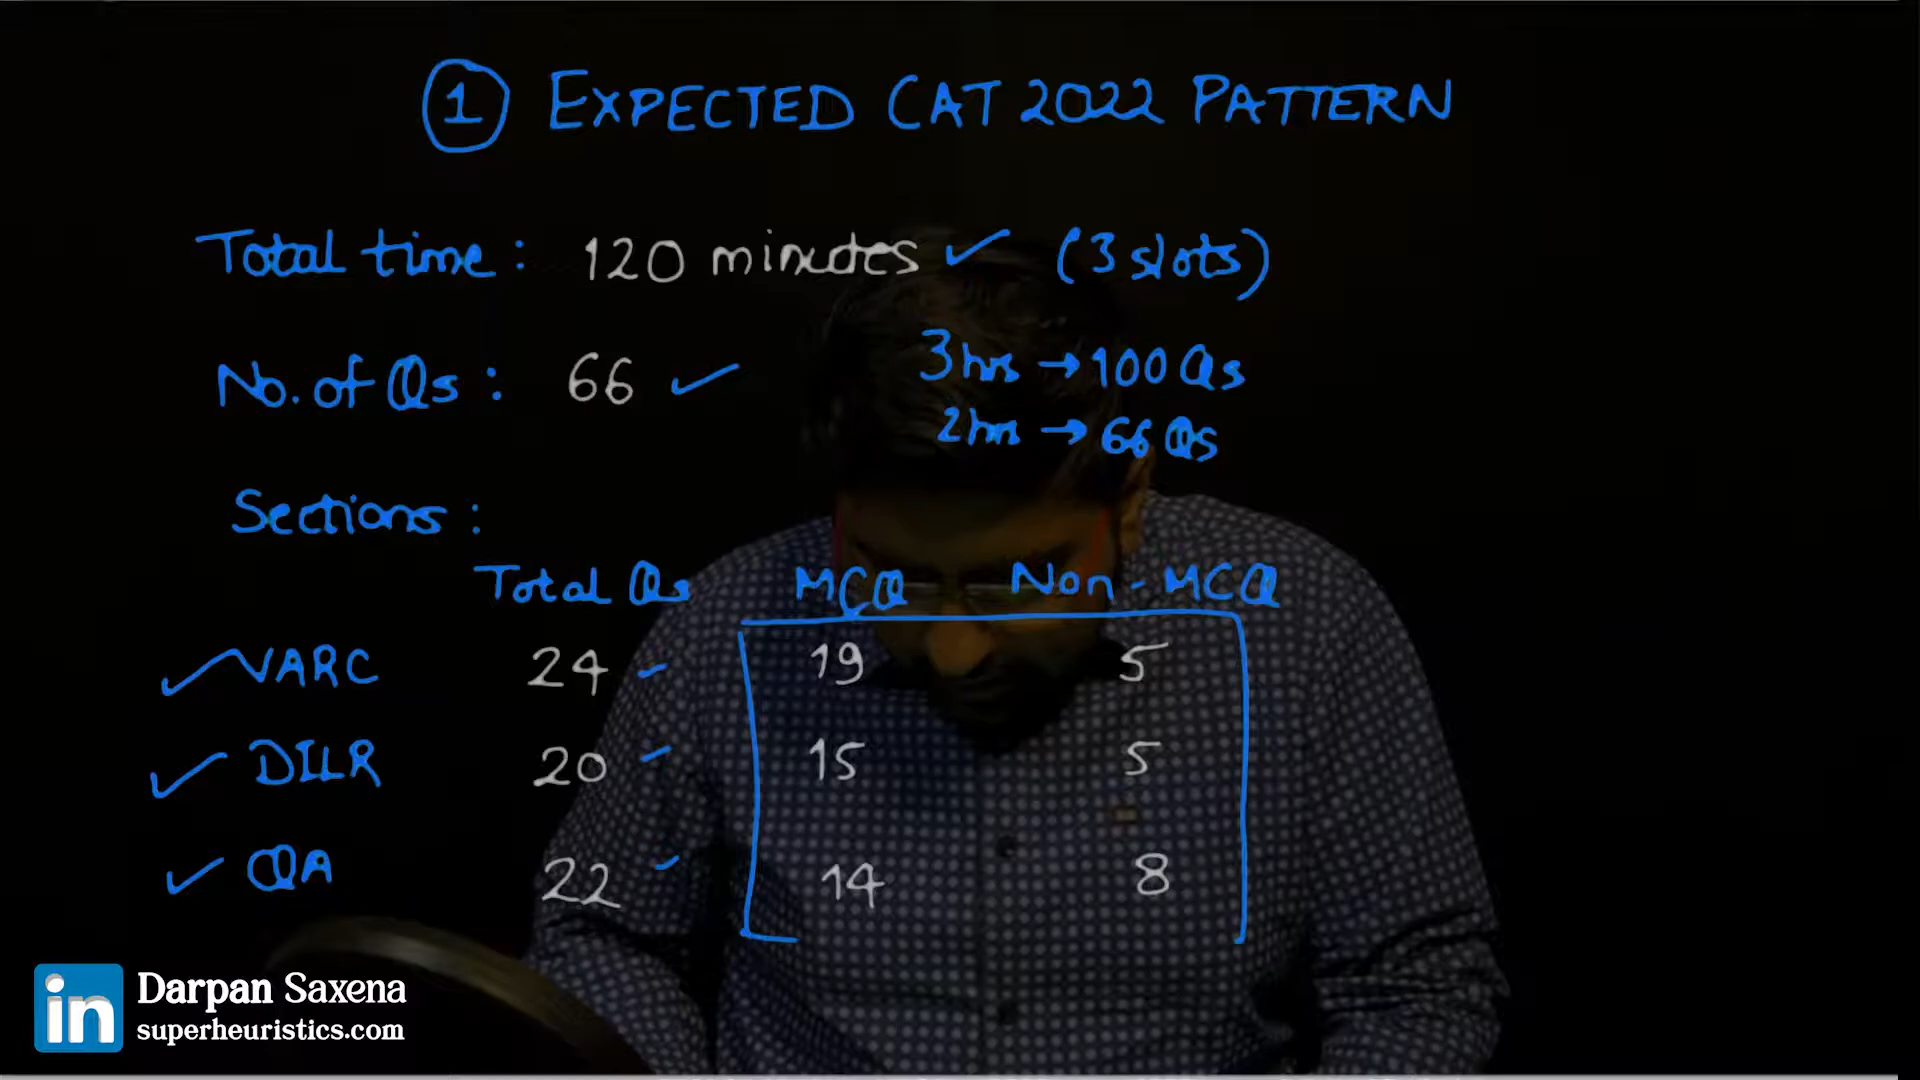 1 EXPECTED CAT 2022 PATTERN
Total time : 120 minutes ✓ (3 slots)
No. of Qs : 66 ✓
3 hrs → 100 Qs
2 hrs → 66 Qs
Sections :
Total Qs MCQ Non-MCQ
✓ VARC 24 19 5
✓ DILR 20 15 5
✓ QA 22 14 8
in Darpan Saxena
superheuristics.com